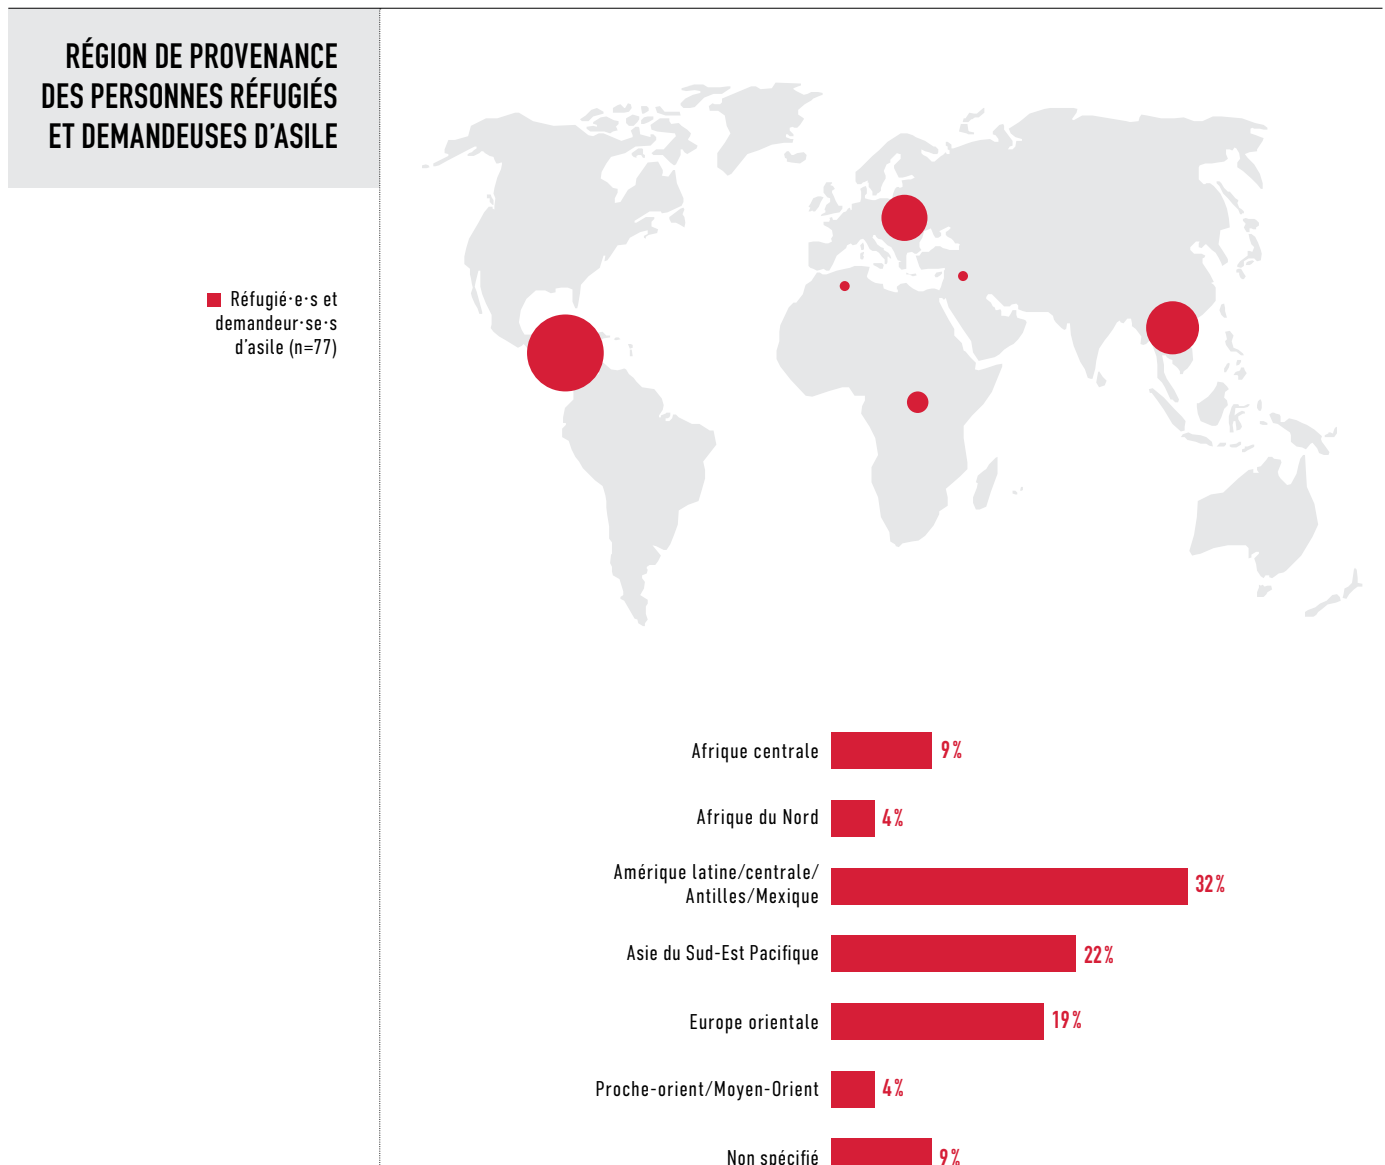 RÉGION DE PROVENANCE
DES PERSONNES RÉFUGIÉS
ET DEMANDEUSES D'ASILE
Réfugié·e·s et
demandeur·se·s
d'asile (n=77)
Afrique centrale 9%
Afrique du Nord 4%
Amérique latine/centrale/
Antilles/Mexique 32%
Asie du Sud-Est Pacifique 22%
Europe orientale 19%
Proche-orient/Moyen-Orient 4%
Non spécifié 9%